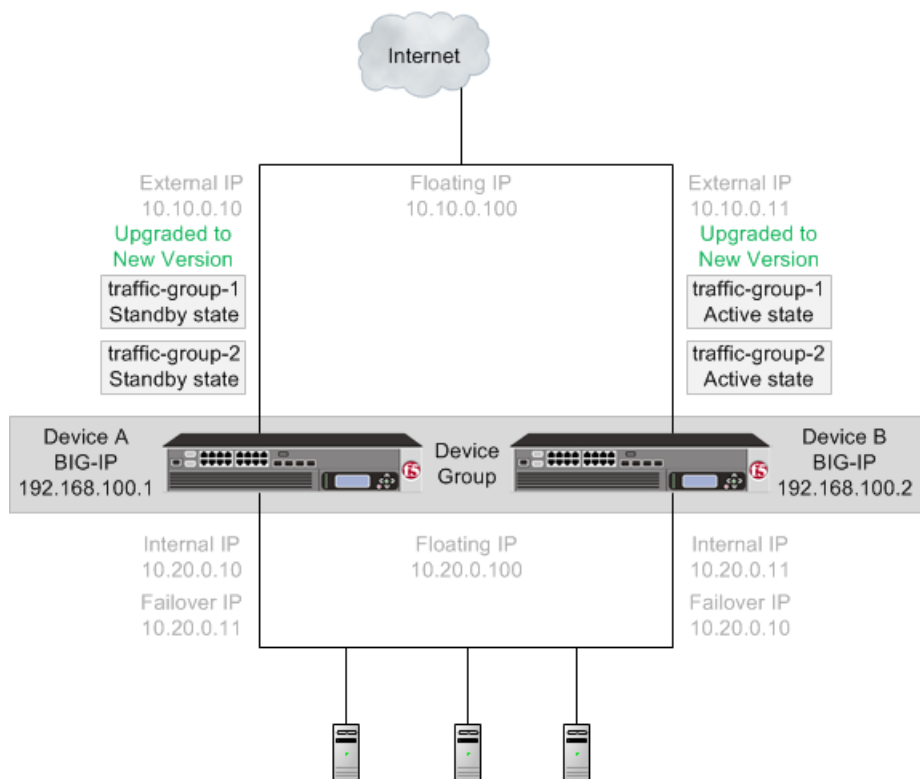 Internet
External IP
10.10.0.10
Floating IP
10.10.0.100
External IP
10.10.0.11
Upgraded to
New Version
Upgraded to
New Version
traffic-group-1
Standby state
traffic-group-1
Active state
traffic-group-2
Standby state
traffic-group-2
Active state
Device A
BIG-IP
192.168.100.1
f5
Device
Group
f5
Device B
BIG-IP
192.168.100.2
Internal IP
10.20.0.10
Floating IP
10.20.0.100
Internal IP
10.20.0.11
Failover IP
10.20.0.11
Failover IP
10.20.0.10